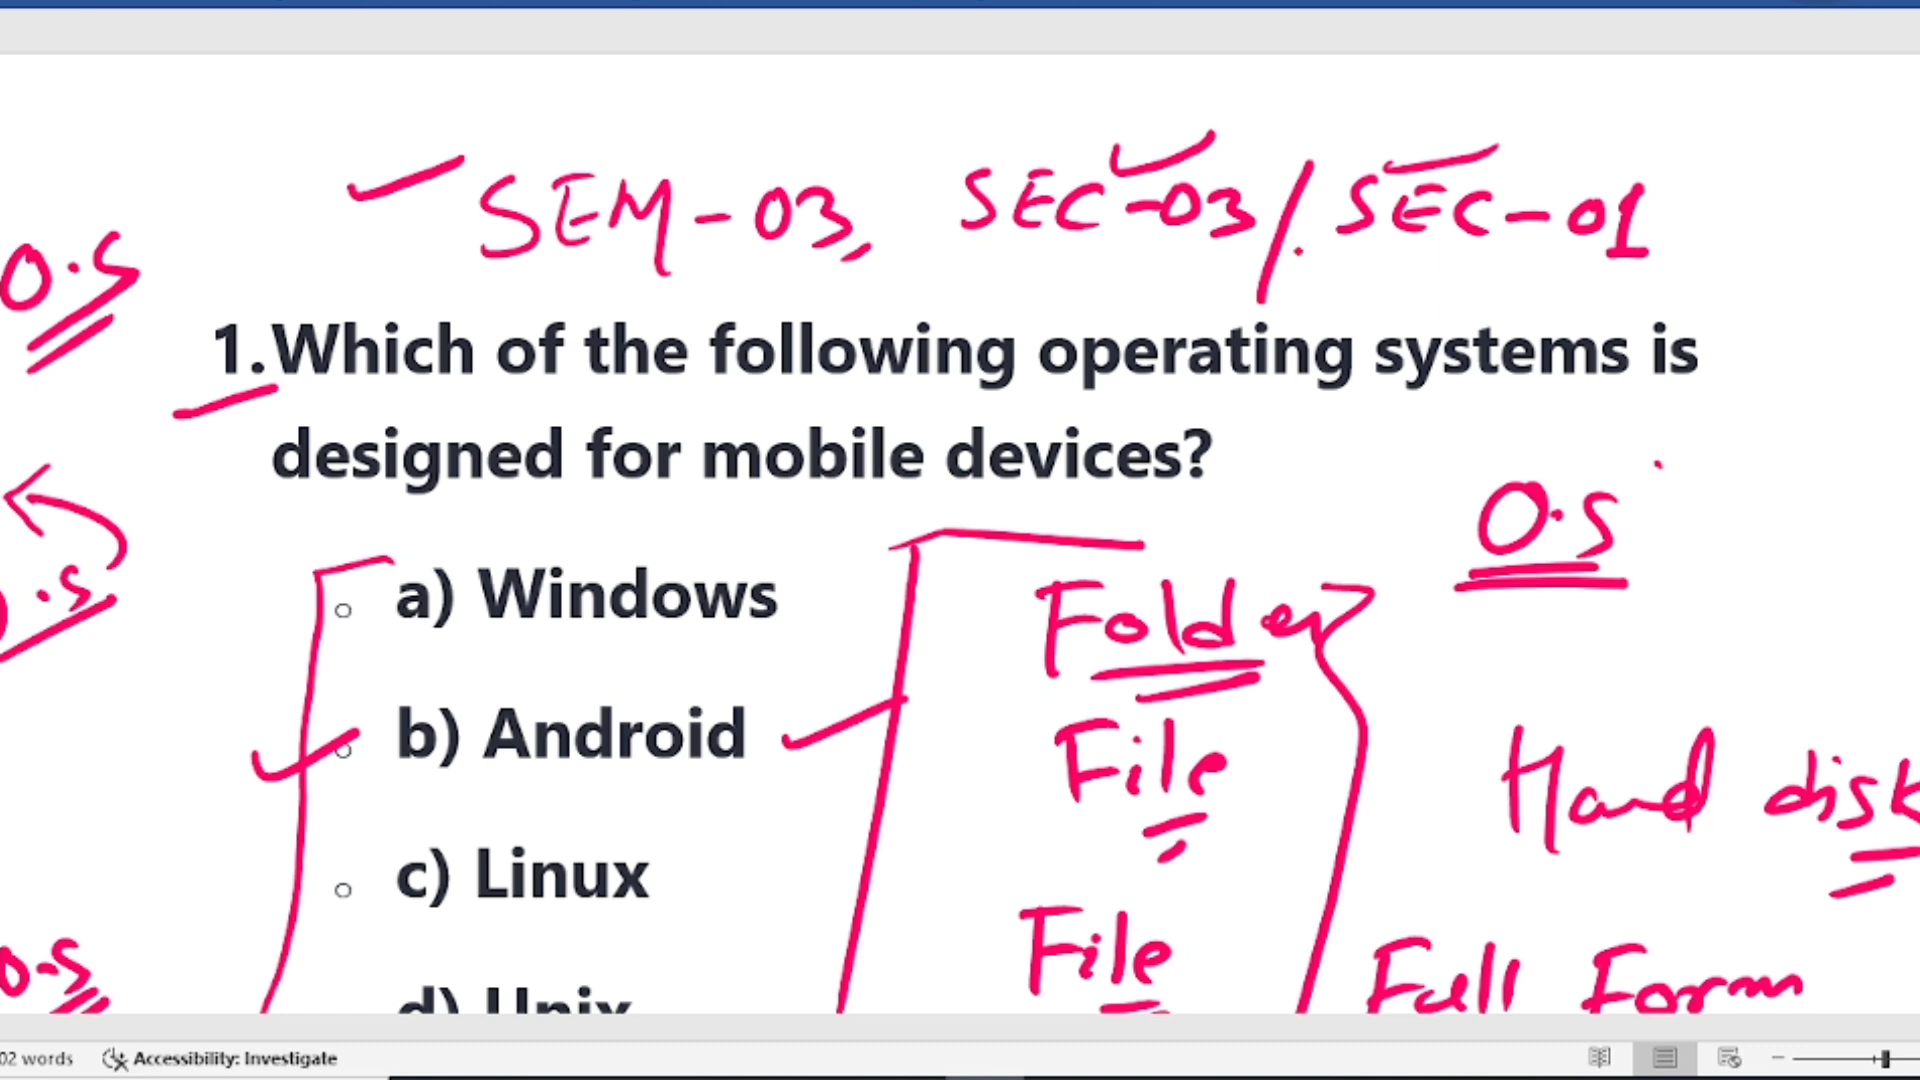 SEM-03, SEC-03/. SEC-01
O.S
1.Which of the following operating systems is
designed for mobile devices?
O.S
a) Windows
Folder
.S
b) Android
File
Hard disk
c) Linux
File
Full Form
O-S
d) Unix
02 words
Accessibility: Investigate